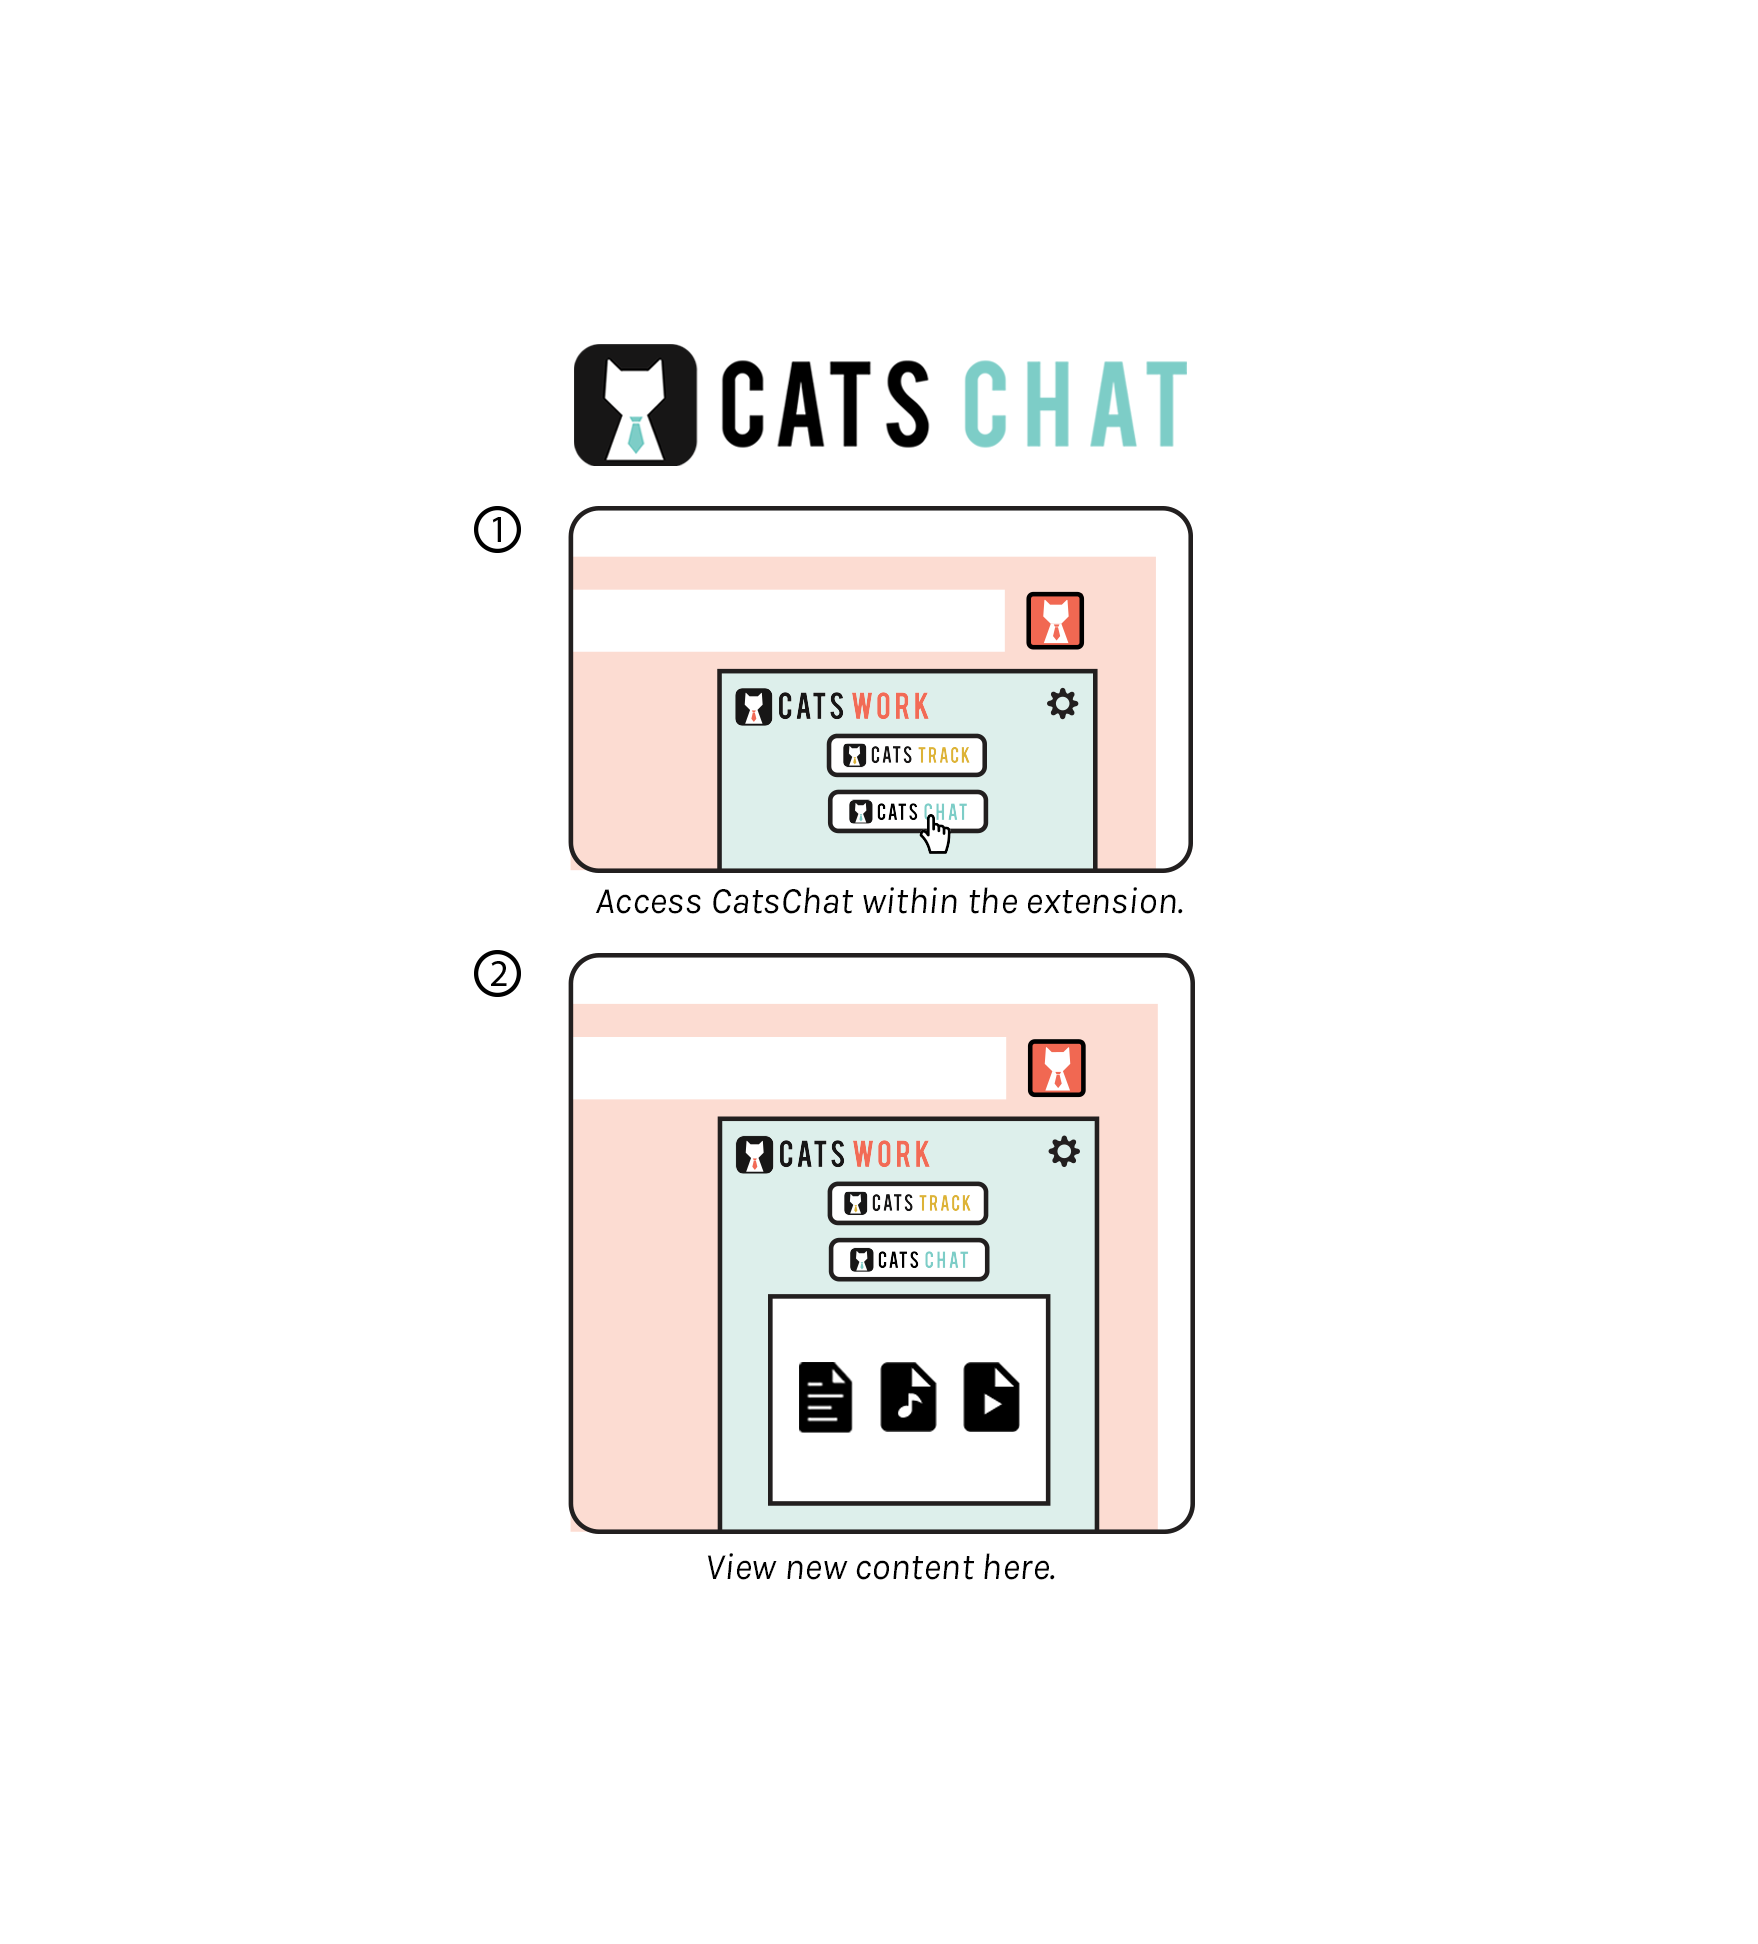 CATS CHAT
1
CATS WORK
CATS TRACK
CATS CHAT
Access CatsChat within the extension.
2
CATS WORK
CATS TRACK
CATS CHAT
View new content here.